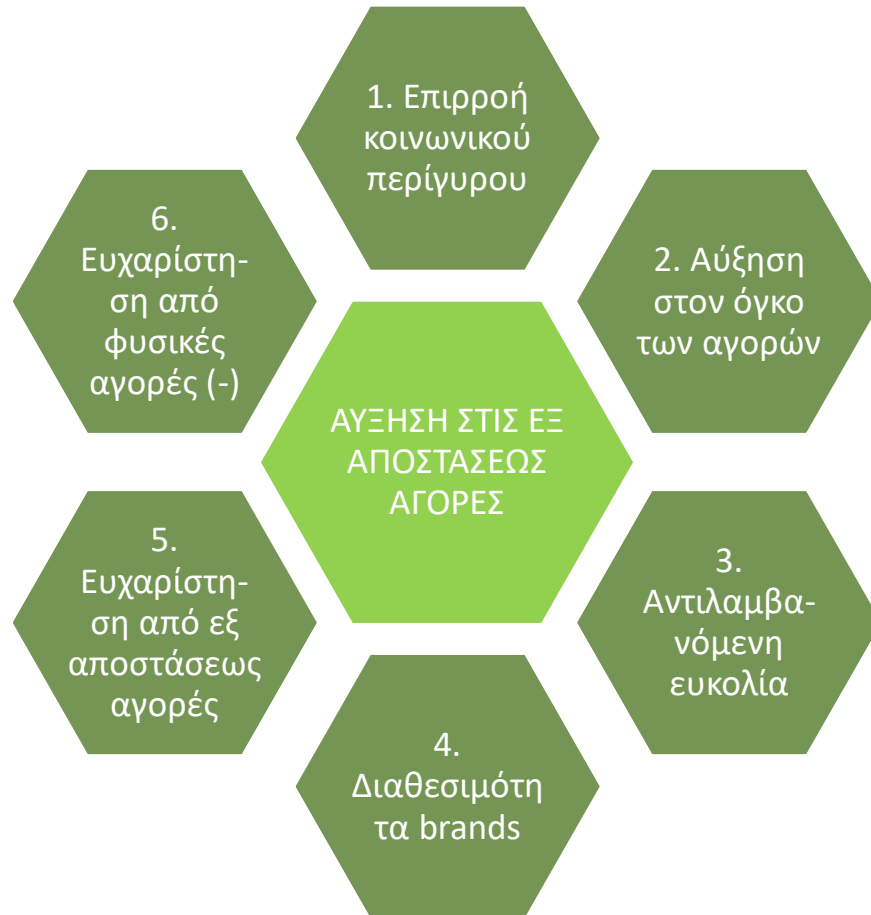 1. Επιρροή
κοινωνικού
περίγυρου
2. Αύξηση
στον όγκο
των αγορών
3.
Αντιλαμβα-
νόμενη
ευκολία
4.
Διαθεσιμότη
τα brands
5.
Ευχαρίστη-
ση από εξ
αποστάσεως
αγορές
6.
Ευχαρίστη-
ση από
φυσικές
αγορές (-)
ΑΥΞΗΣΗ ΣΤΙΣ ΕΞ
ΑΠΟΣΤΑΣΕΩΣ
ΑΓΟΡΕΣ